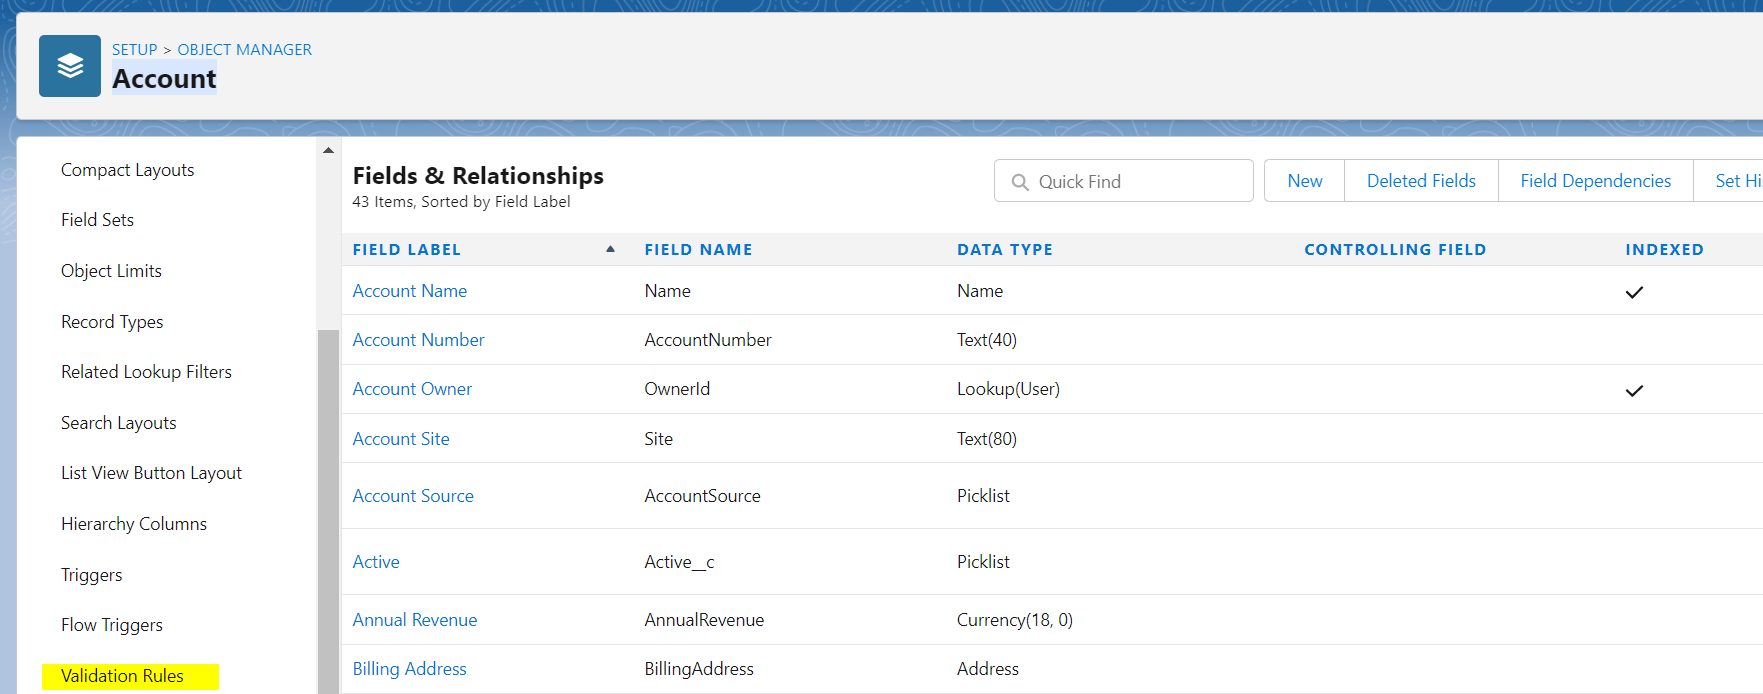 SETUP > OBJECT MANAGER
Account
Compact Layouts
Field Sets
Object Limits
Record Types
Related Lookup Filters
Search Layouts
List View Button Layout
Hierarchy Columns
Triggers
Flow Triggers
Validation Rules
Fields & Relationships
43 Items, Sorted by Field Label
Quick Find
New
Deleted Fields
Field Dependencies
Set Hi
FIELD LABEL FIELD NAME DATA TYPE CONTROLLING FIELD INDEXED
Account Name Name Name
Account Number AccountNumber Text(40)
Account Owner OwnerId Lookup(User)
Account Site Site Text(80)
Account Source AccountSource Picklist
Active Active__c Picklist
Annual Revenue AnnualRevenue Currency(18, 0)
Billing Address BillingAddress Address